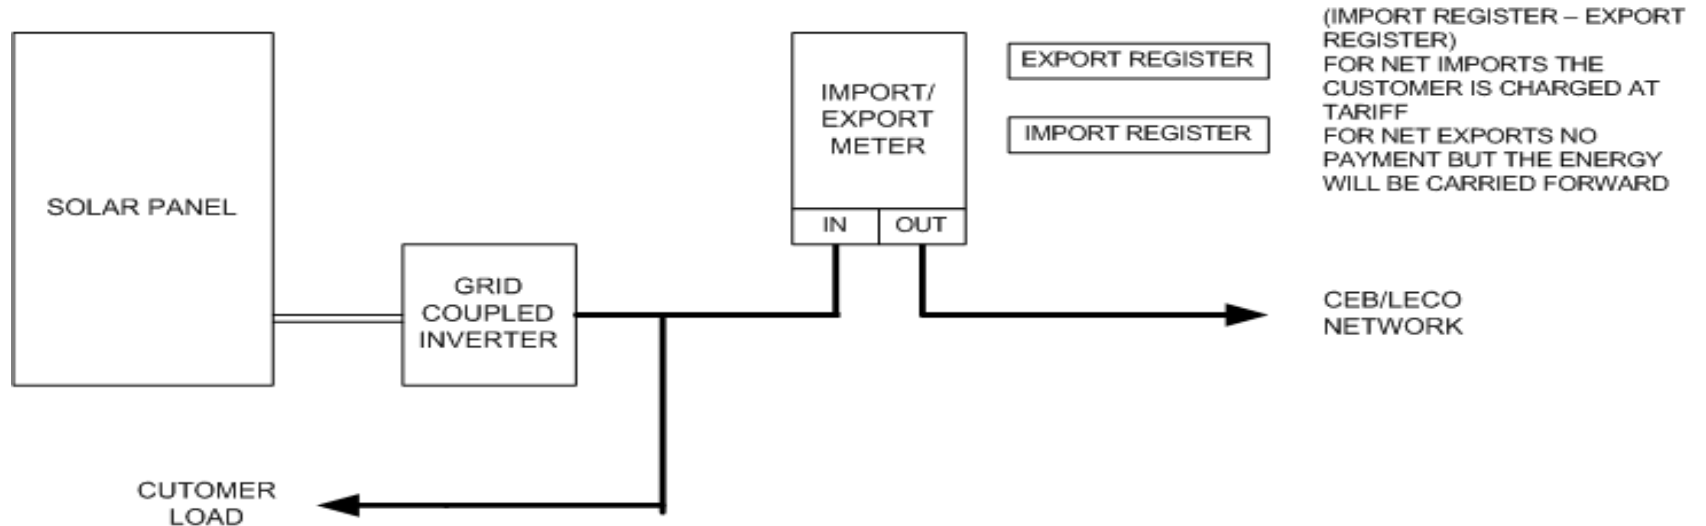 SOLAR PANEL
GRID
COUPLED
INVERTER
CUTOMER
LOAD
IMPORT/
EXPORT
METER
IN
OUT
EXPORT REGISTER
IMPORT REGISTER
(IMPORT REGISTER – EXPORT
REGISTER)
FOR NET IMPORTS THE
CUSTOMER IS CHARGED AT
TARIFF
FOR NET EXPORTS NO
PAYMENT BUT THE ENERGY
WILL BE CARRIED FORWARD
CEB/LECO
NETWORK